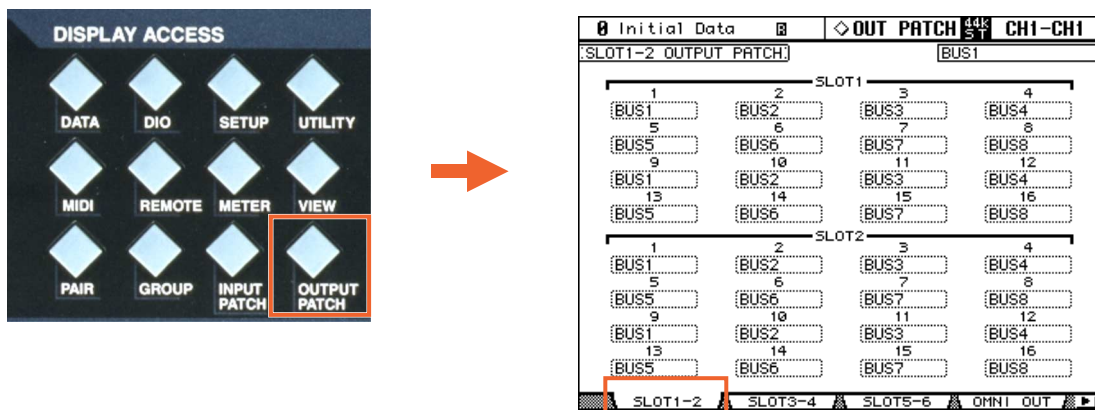 DISPLAY ACCESS
DATA DIO SETUP UTILITY
MIDI REMOTE METER VIEW
PAIR GROUP INPUT PATCH OUTPUT PATCH
0 Initial Data R ◇OUT PATCH 44K ST CH1-CH1
SLOT1-2 OUTPUT PATCH BUS1
SLOT1
1 2 3 4
BUS1 BUS2 BUS3 BUS4
5 6 7 8
BUS5 BUS6 BUS7 BUS8
9 10 11 12
BUS1 BUS2 BUS3 BUS4
13 14 15 16
BUS5 BUS6 BUS7 BUS8
SLOT2
1 2 3 4
BUS1 BUS2 BUS3 BUS4
5 6 7 8
BUS5 BUS6 BUS7 BUS8
9 10 11 12
BUS1 BUS2 BUS3 BUS4
13 14 15 16
BUS5 BUS6 BUS7 BUS8
SLOT1-2 SLOT3-4 SLOT5-6 OMNI OUT